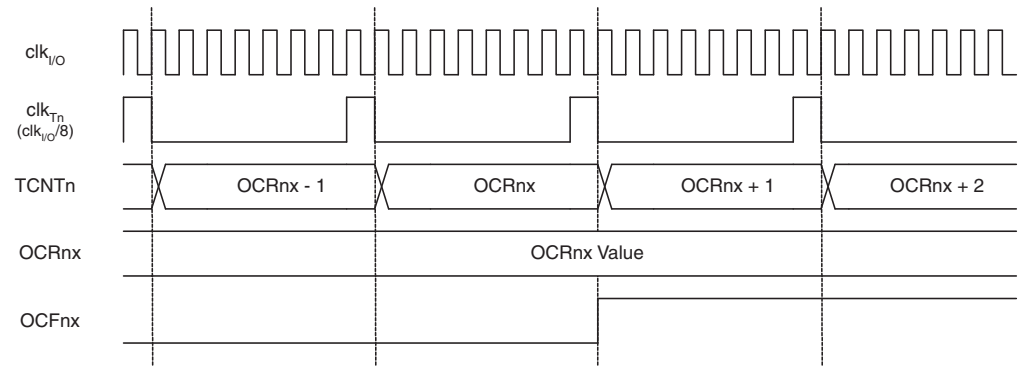 clkI/O
clkTn
(clkI/O/8)
TCNTn
OCRnx - 1
OCRnx
OCRnx + 1
OCRnx + 2
OCRnx
OCRnx Value
OCFnx